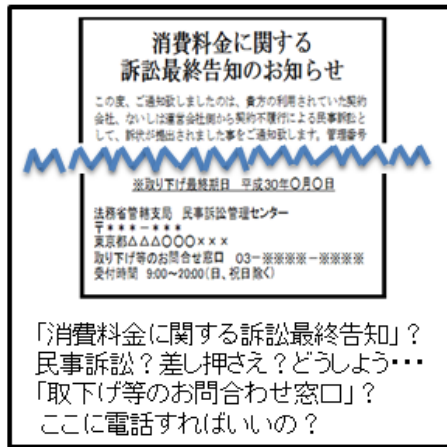 消費料金に関する
訴訟最終告知のお知らせ
この度、ご通知致しましたのは、貴方の利用されていた契約
会社、ないしは運営会社側から契約不履行による民事訴訟と
して、訴状が提出されました事をご通知致します。管理番号
※取り下げ最終期日 平成30年○月○日
法務省管轄支局 民事訴訟管理センター
〒***-***
東京都△△△○○○×××
取り下げ等のお問合せ窓口 03-※※※※-※※※※
受付時間 9:00~20:00(日、祝日除く)
「消費料金に関する訴訟最終告知」?
民事訴訟?差し押さえ?どうしよう・・・
「取下げ等のお問合わせ窓口」?
ここに電話すればいいの?